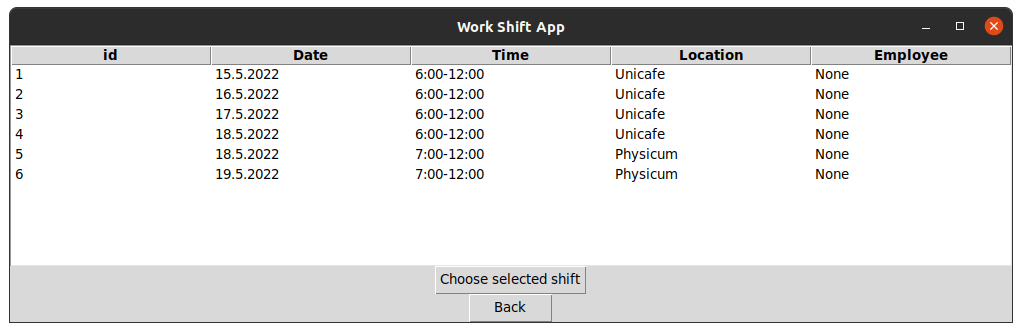 Work Shift App
id Date Time Location Employee
1 15.5.2022 6:00-12:00 Unicafe None
2 16.5.2022 6:00-12:00 Unicafe None
3 17.5.2022 6:00-12:00 Unicafe None
4 18.5.2022 6:00-12:00 Unicafe None
5 18.5.2022 7:00-12:00 Physicum None
6 19.5.2022 7:00-12:00 Physicum None
Choose selected shift
Back